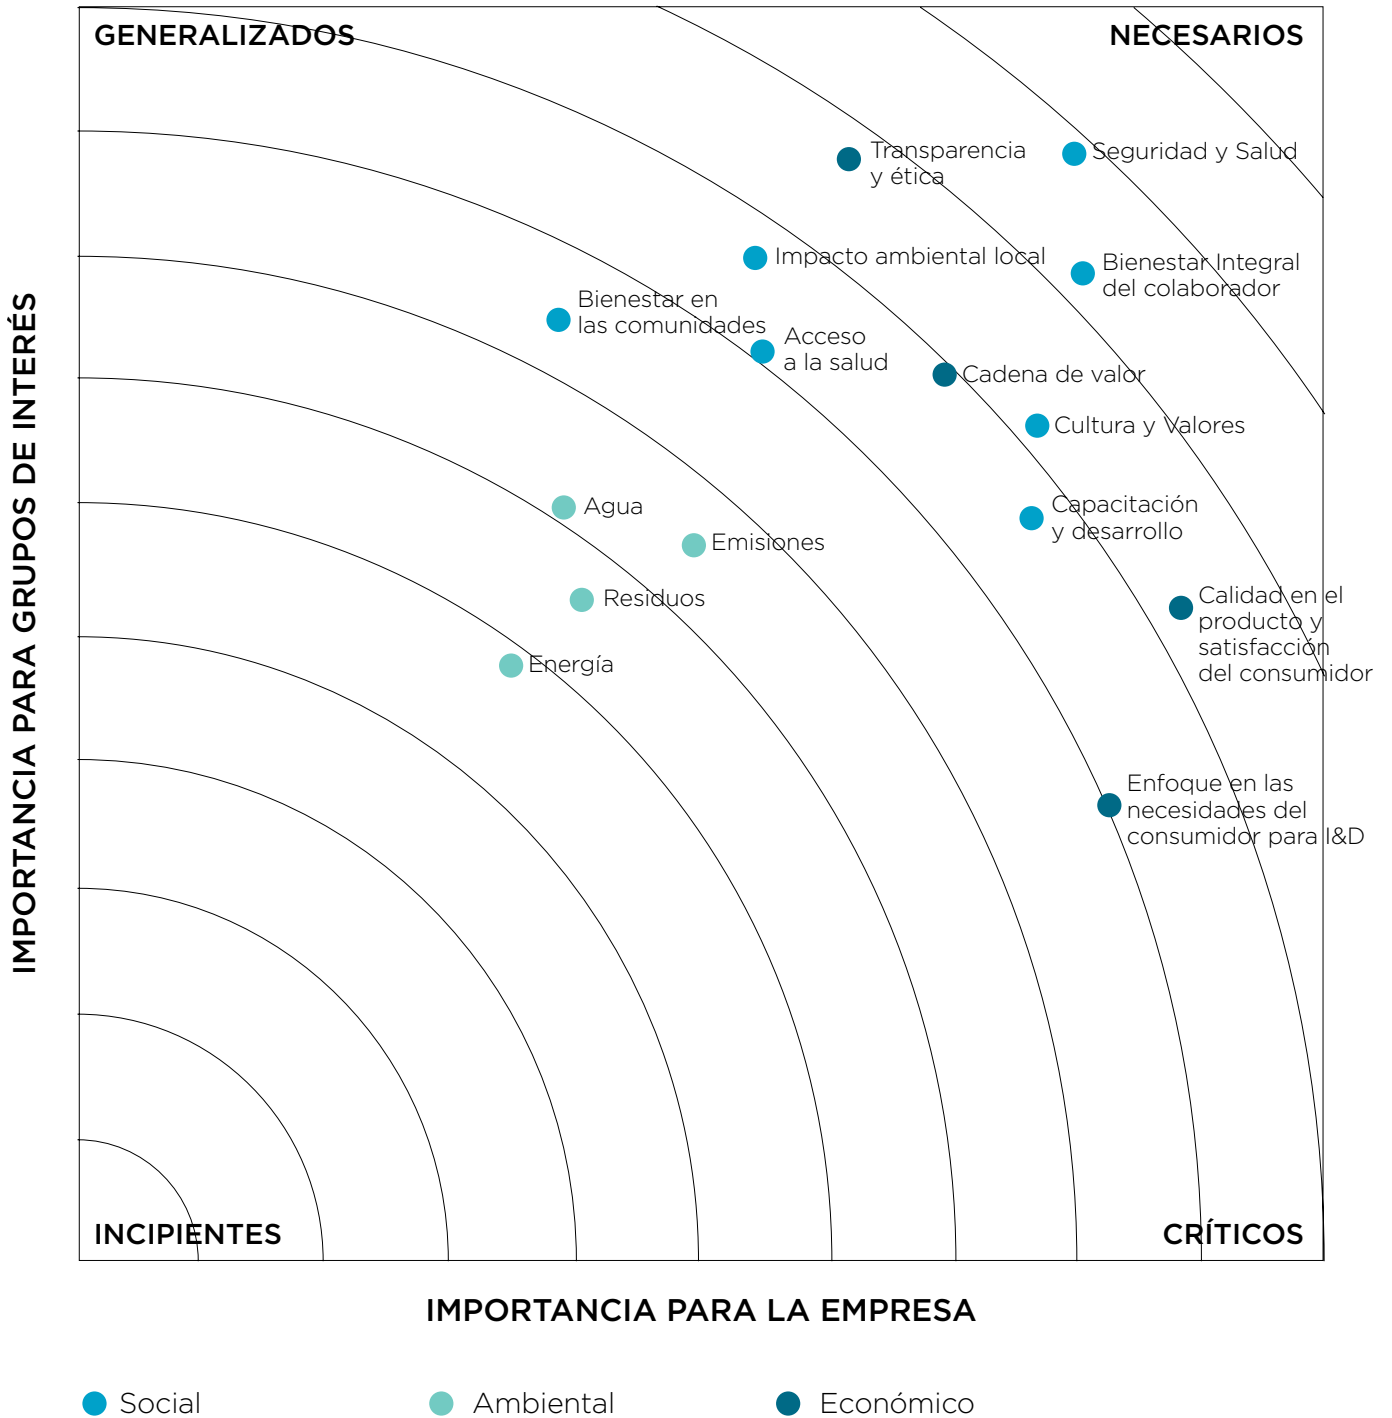 GENERALIZADOS
NECESARIOS
Transparencia
y ética
Seguridad y Salud
Impacto ambiental local
Bienestar Integral
del colaborador
Bienestar en
las comunidades
Acceso
a la salud
Cadena de valor
Cultura y Valores
Agua
Capacitación
y desarrollo
Emisiones
Residuos
Calidad en el
producto y
satisfacción
del consumidor
Energía
Enfoque en las
necesidades del
consumidor para I&D
INCIPIENTES
CRÍTICOS
IMPORTANCIA PARA GRUPOS DE INTERÉS
IMPORTANCIA PARA LA EMPRESA
Social
Ambiental
Económico